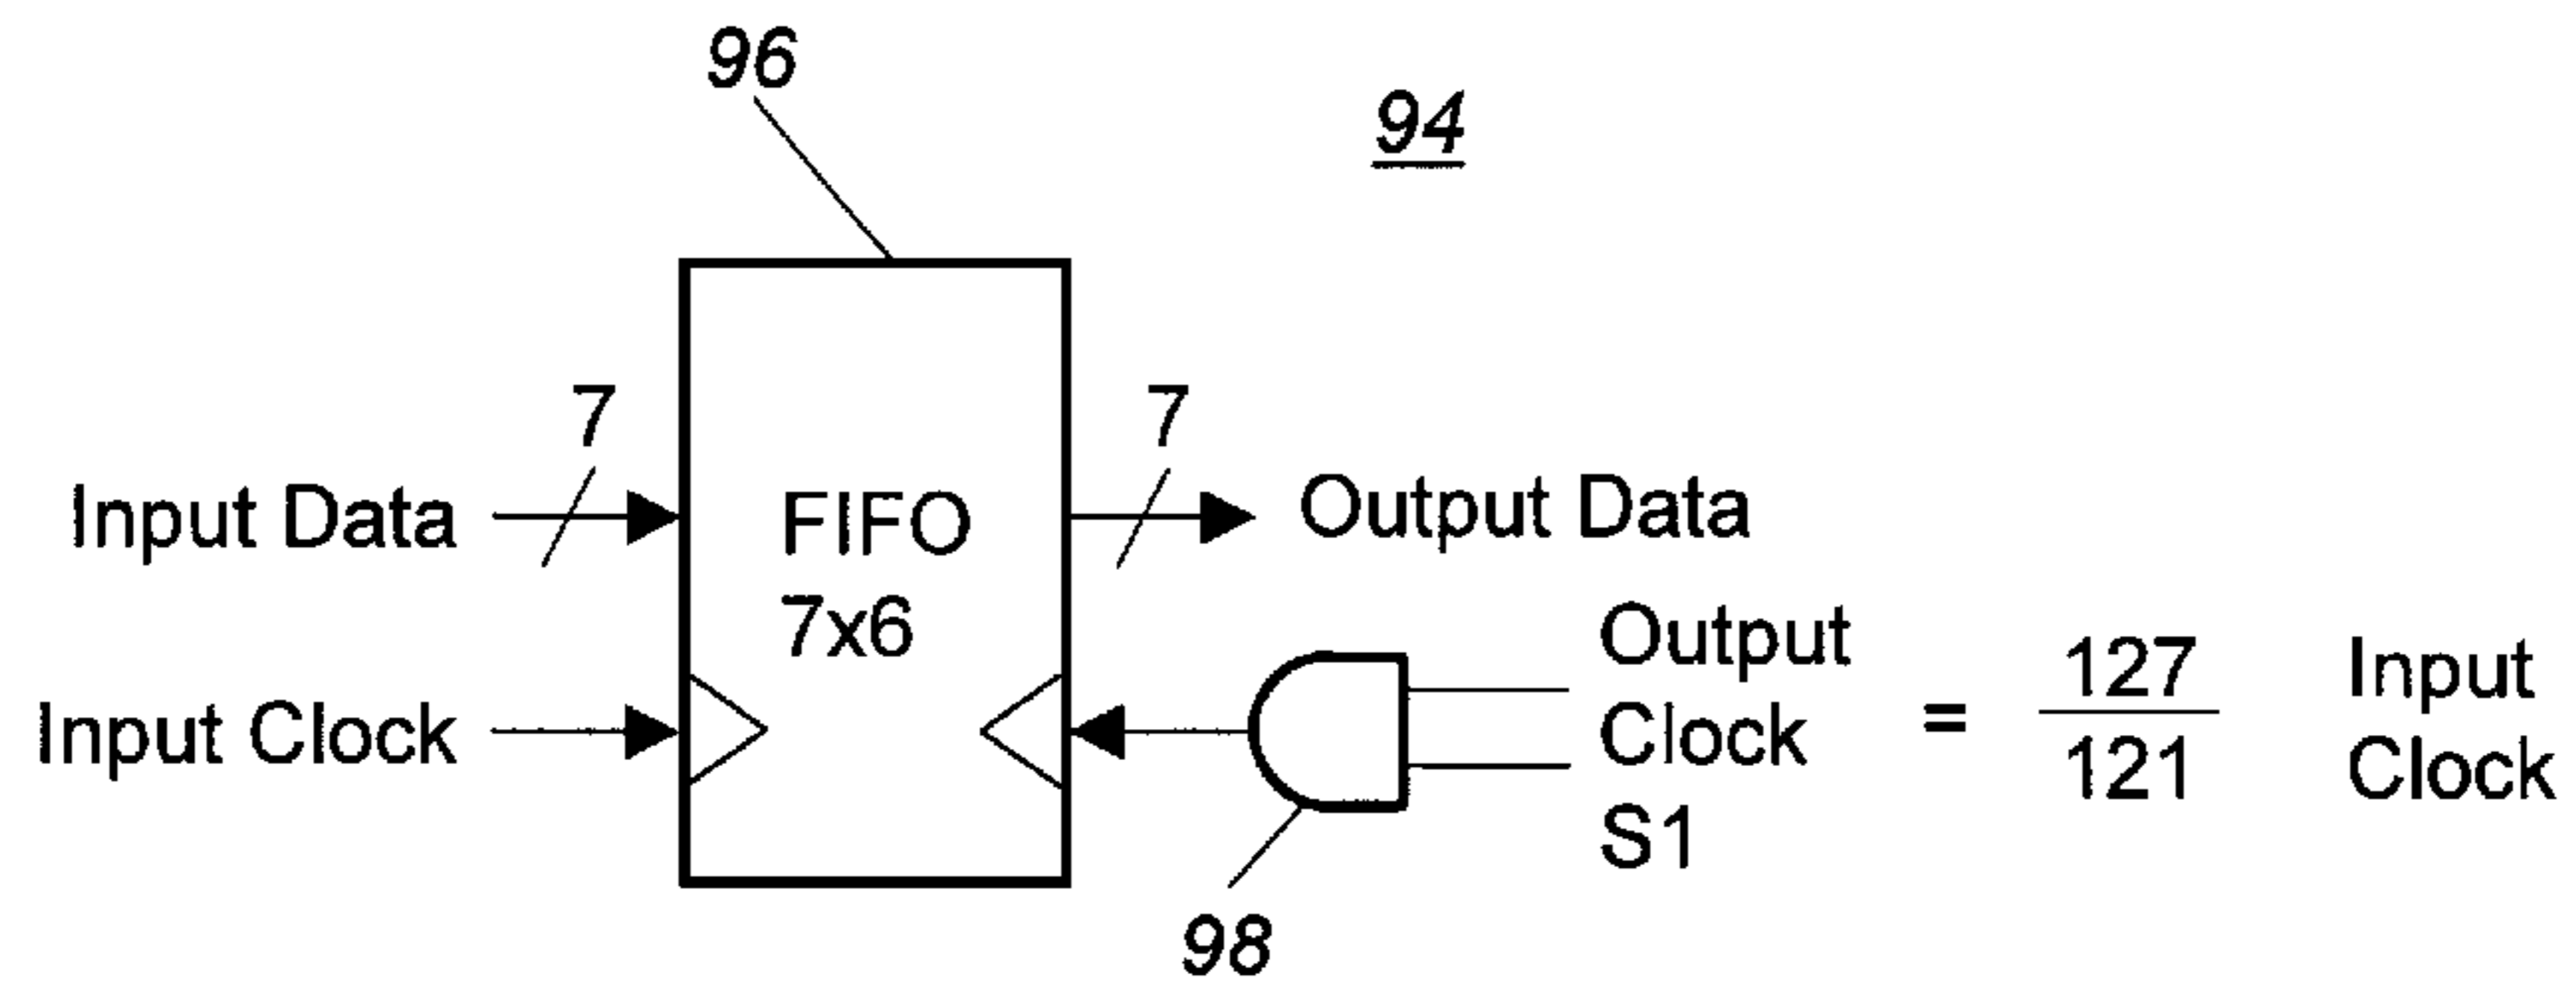 96
94
7
7
Input Data
FIFO
7x6
Output Data
Input Clock
Output
Clock
S1
=
127
121
Input
Clock
98